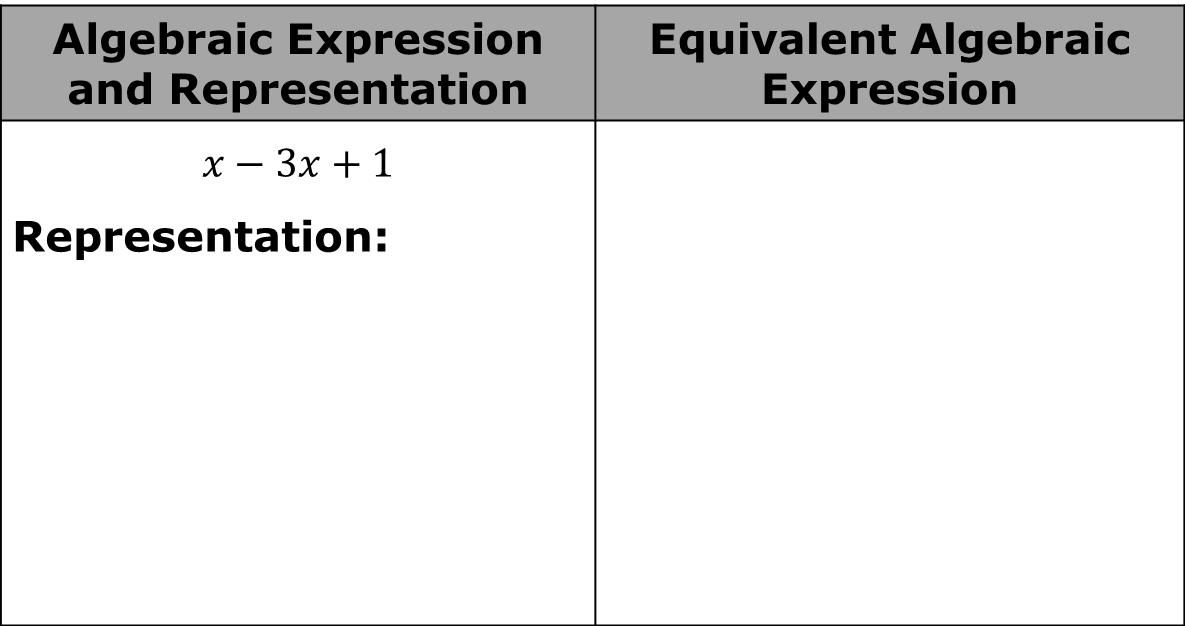 Algebraic Expression
and Representation
Equivalent Algebraic
Expression
x − 3x + 1
Representation: